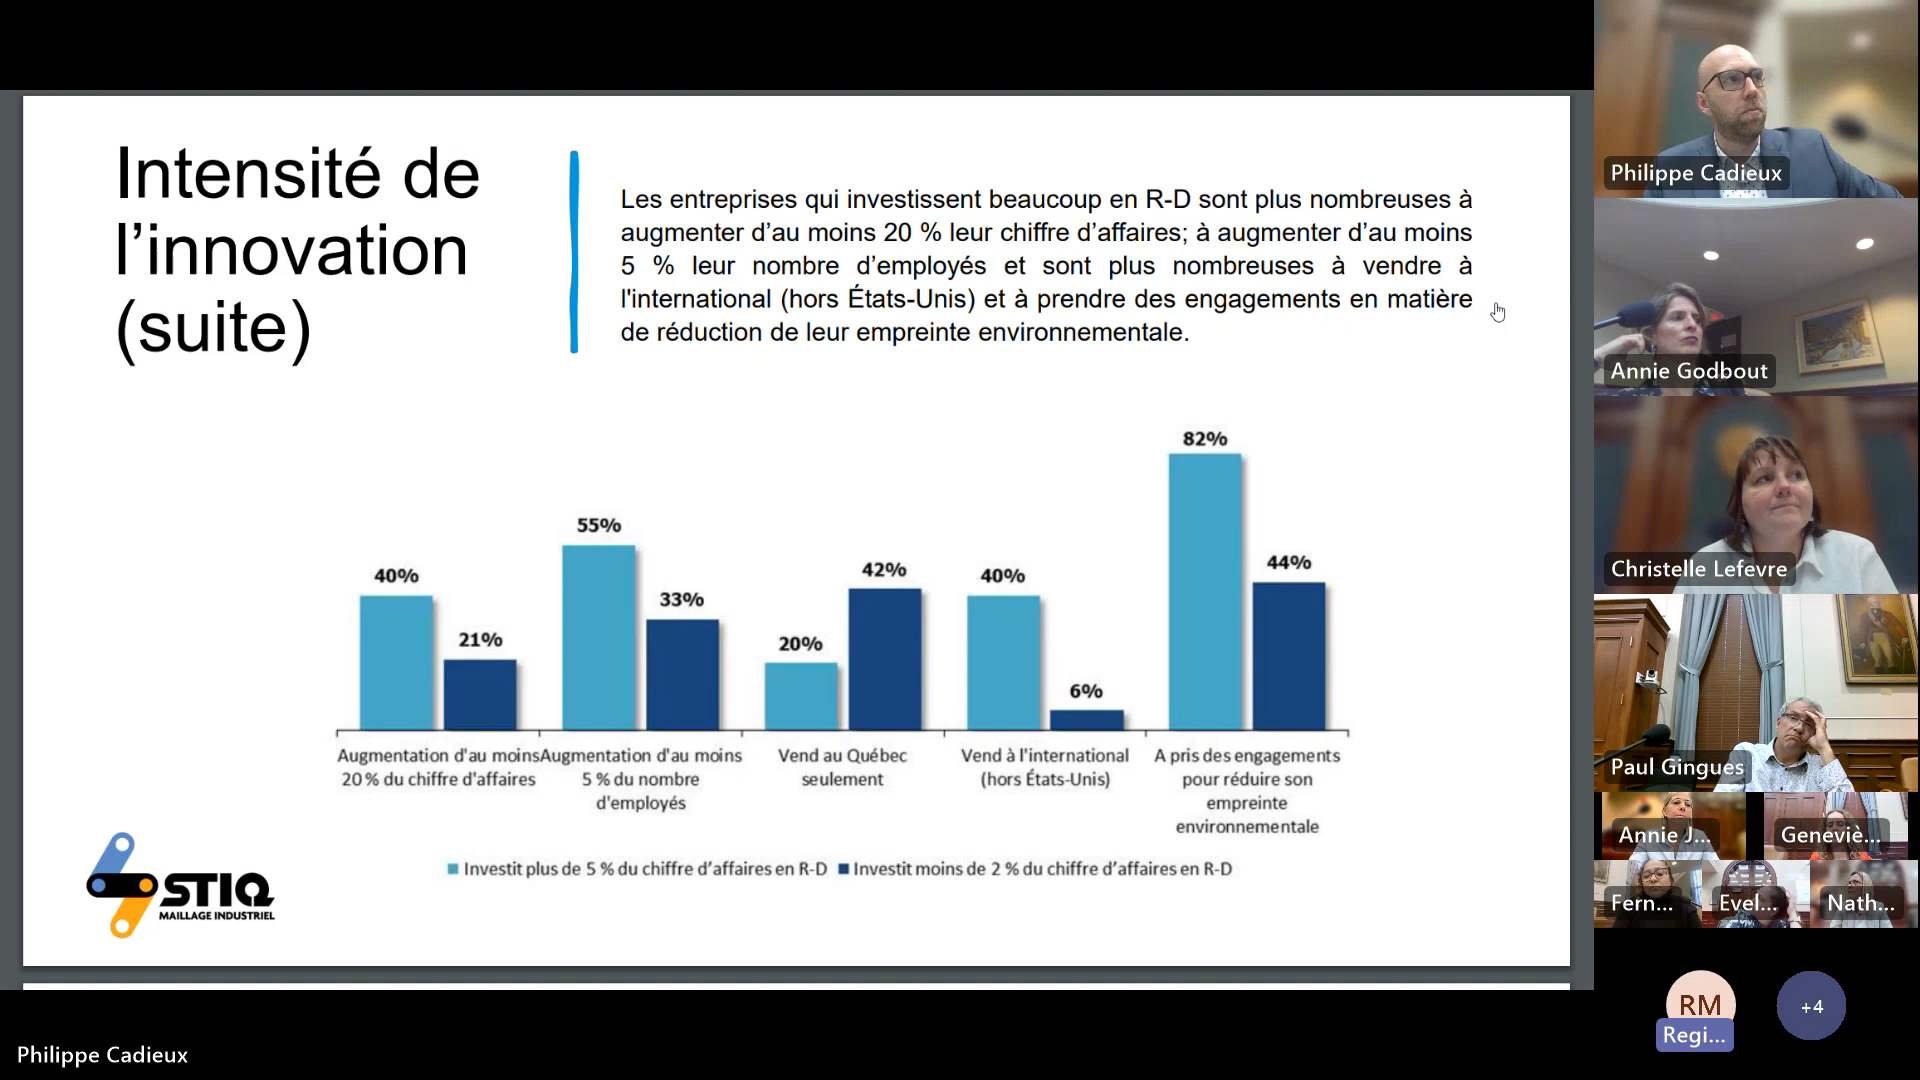 Intensité de
l’innovation
(suite)
Les entreprises qui investissent beaucoup en R-D sont plus nombreuses à
augmenter d’au moins 20 % leur chiffre d’affaires; à augmenter d’au moins
5 % leur nombre d’employés et sont plus nombreuses à vendre à
l'international (hors États-Unis) et à prendre des engagements en matière
de réduction de leur empreinte environnementale.
40%
21%
55%
33%
20%
42%
40%
6%
82%
44%
Augmentation d'au moins
20 % du chiffre d'affaires
Augmentation d'au moins
5 % du nombre
d'employés
Vend au Québec
seulement
Vend à l'international
(hors États-Unis)
A pris des engagements
pour réduire son
empreinte
environnementale
Investit plus de 5 % du chiffre d’affaires en R-D
Investit moins de 2 % du chiffre d’affaires en R-D
STIQ
MAILLAGE INDUSTRIEL
Philippe Cadieux
Annie Godbout
Christelle Lefevre
Paul Gingues
Annie J...
Geneviè...
Fern...
Evel...
Nath...
RM
Regi...
+4
Philippe Cadieux